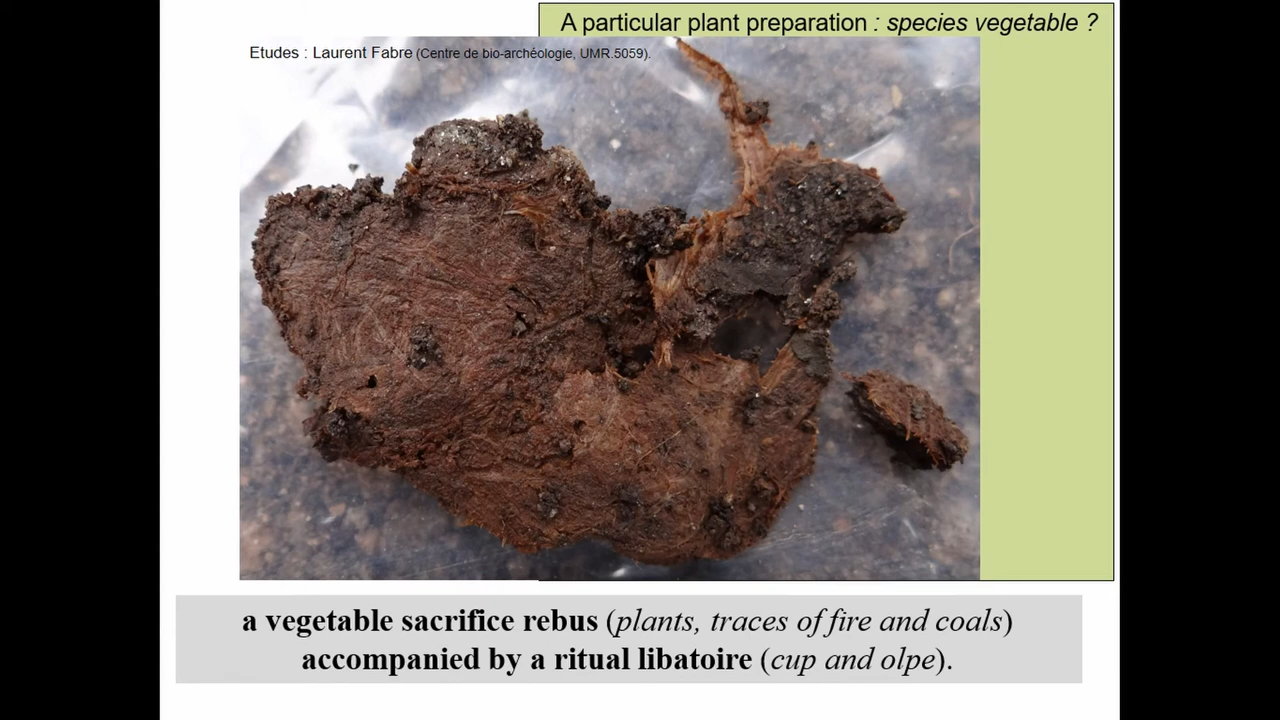 A particular plant preparation : species vegetable ?
Etudes : Laurent Fabre (Centre de bio-archéologie, UMR.5059).
a vegetable sacrifice rebus (plants, traces of fire and coals)
accompanied by a ritual libatoire (cup and olpe).